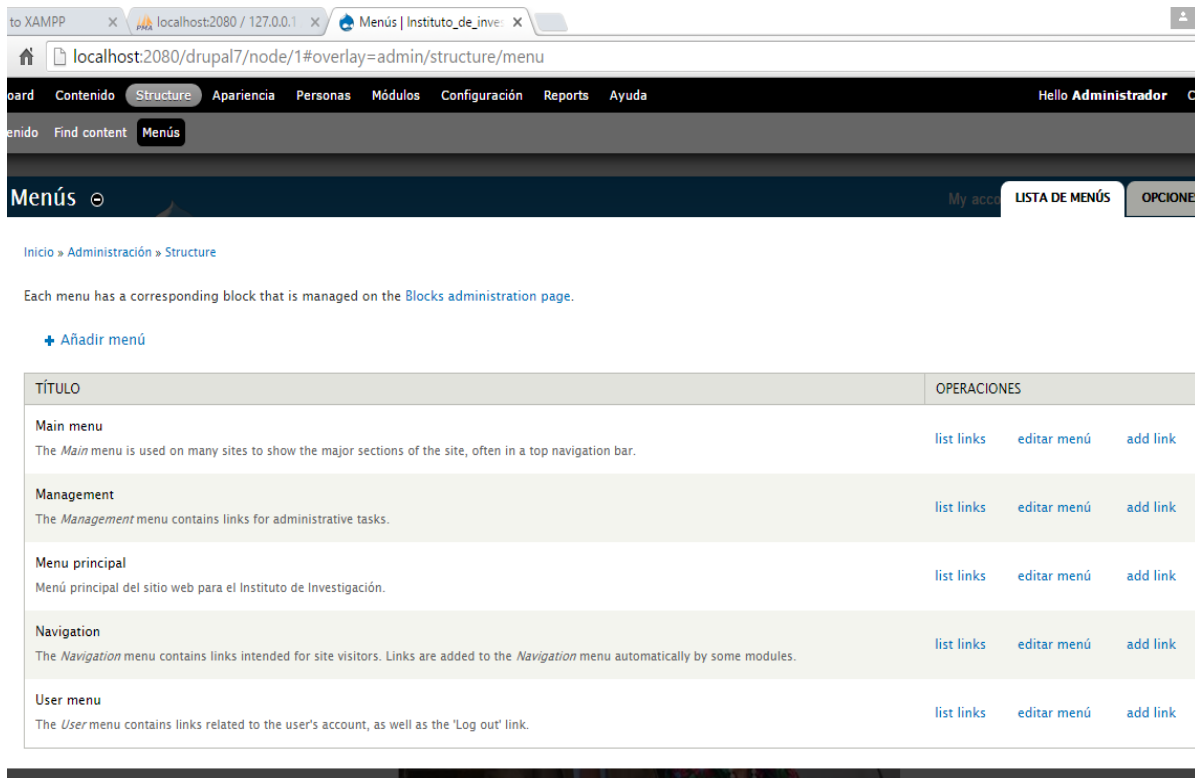 to XAMPP
localhost:2080 / 127.0.0.1
Menús | Instituto_de_inves
localhost:2080/drupal7/node/1#overlay=admin/structure/menu
oard Contenido Structure Apariencia Personas Módulos Configuración Reports Ayuda Hello Administrador
enido Find content Menús
Menús My acco LISTA DE MENÚS OPCIONES
Inicio » Administración » Structure
Each menu has a corresponding block that is managed on the Blocks administration page.
+ Añadir menú
TÍTULO OPERACIONES
Main menu
The Main menu is used on many sites to show the major sections of the site, often in a top navigation bar.
list links editar menú add link
Management
The Management menu contains links for administrative tasks.
list links editar menú add link
Menu principal
Menú principal del sitio web para el Instituto de Investigación.
list links editar menú add link
Navigation
The Navigation menu contains links intended for site visitors. Links are added to the Navigation menu automatically by some modules.
list links editar menú add link
User menu
The User menu contains links related to the user's account, as well as the 'Log out' link.
list links editar menú add link